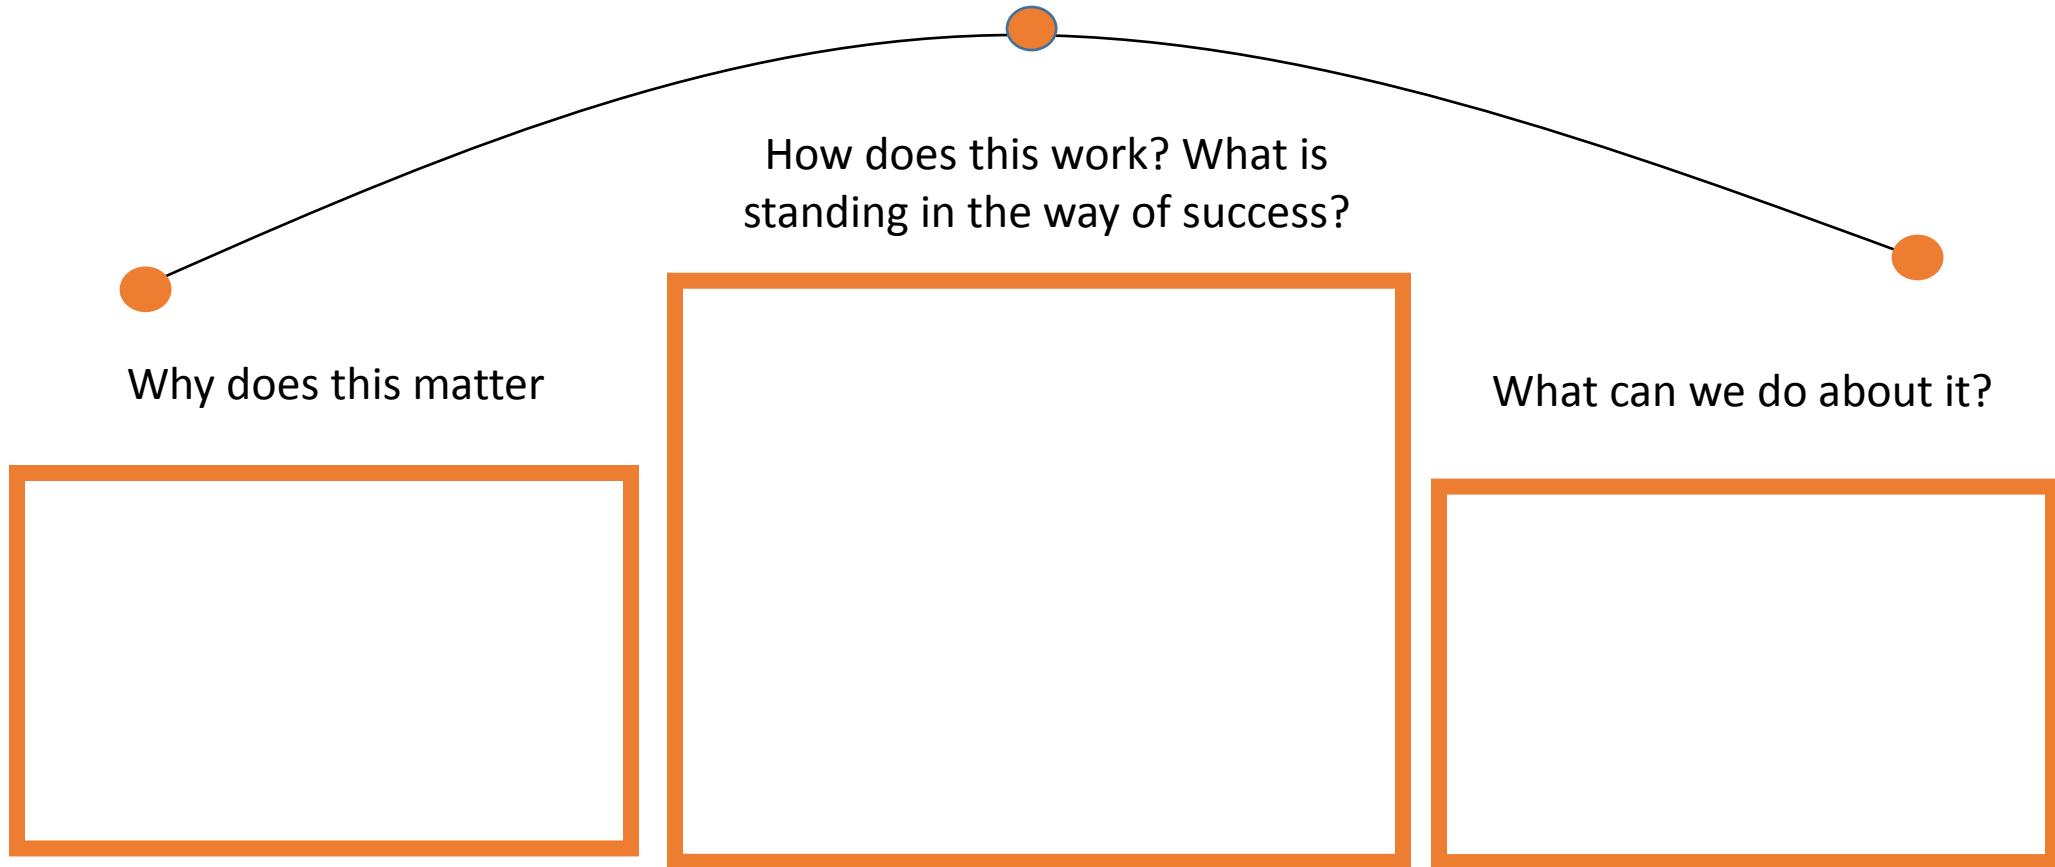 How does this work? What is
standing in the way of success?
Why does this matter
What can we do about it?